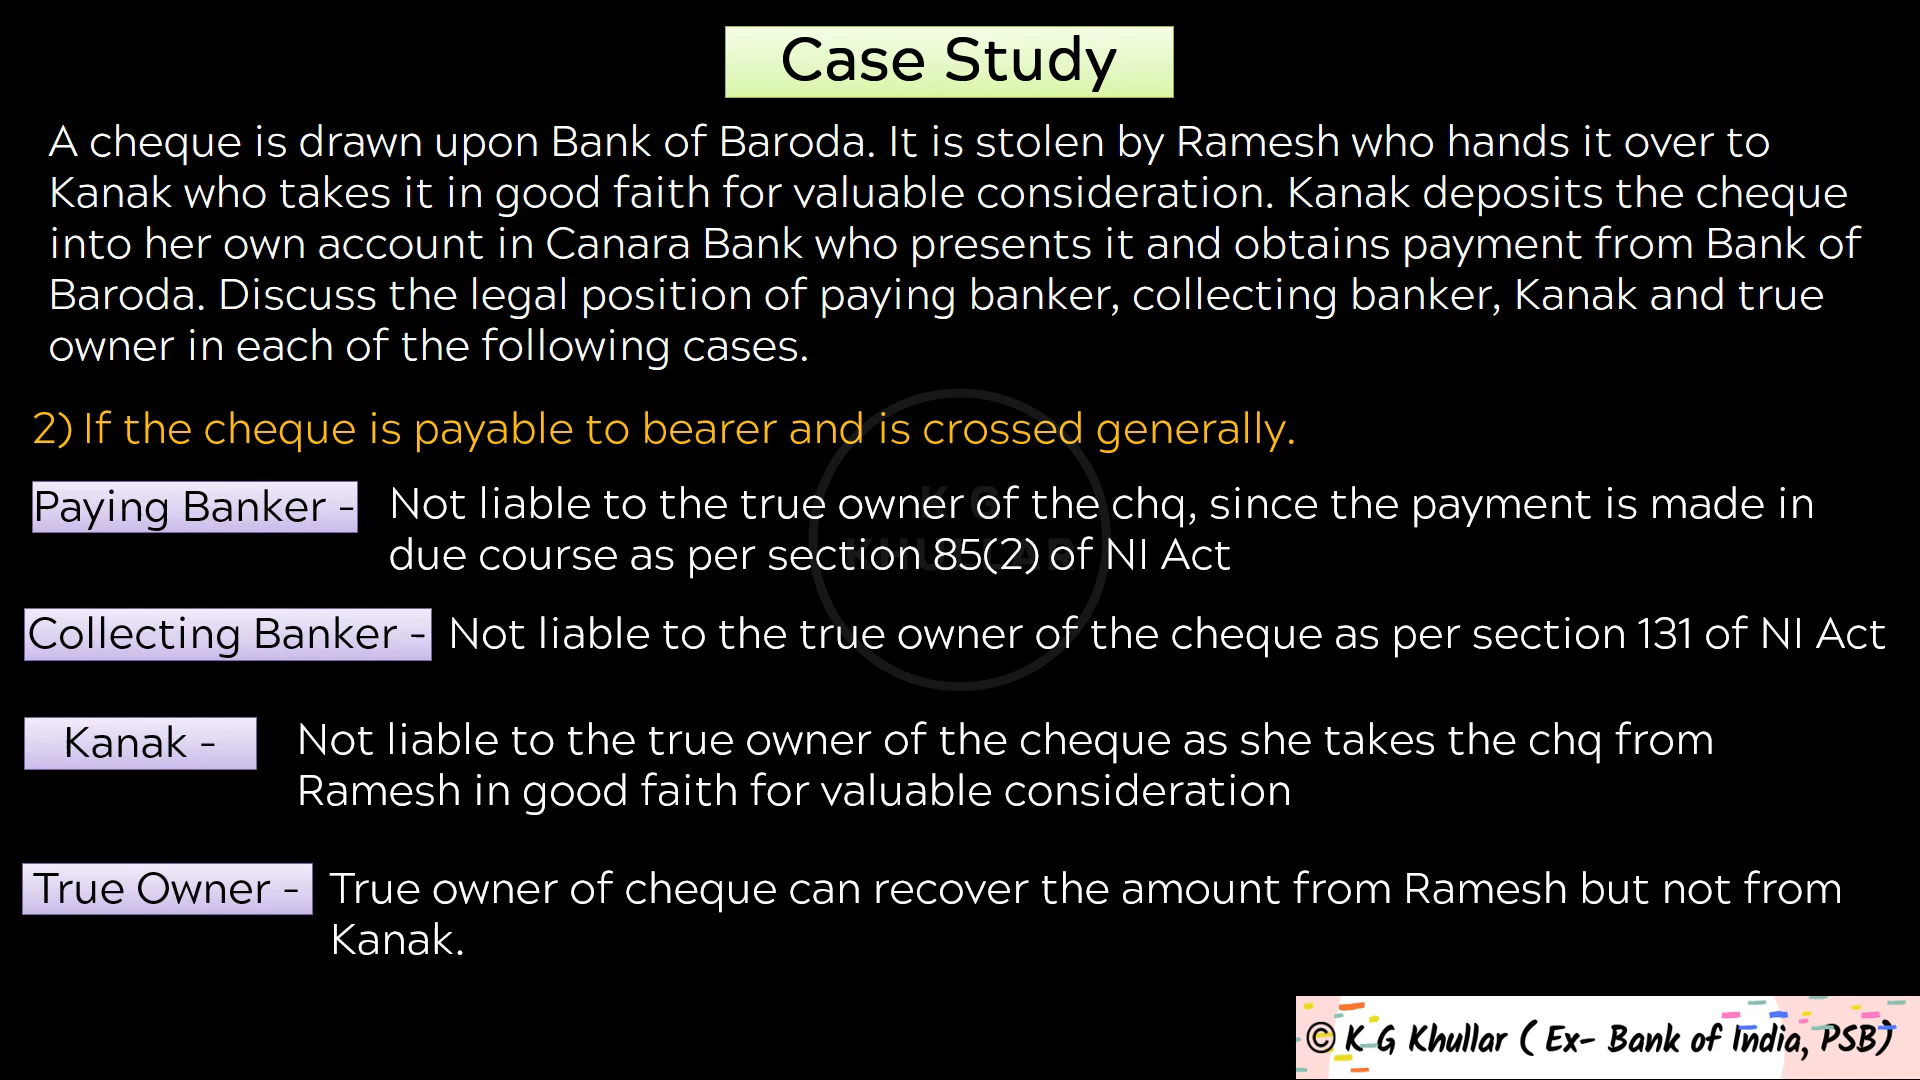 Case Study
A cheque is drawn upon Bank of Baroda. It is stolen by Ramesh who hands it over to
Kanak who takes it in good faith for valuable consideration. Kanak deposits the cheque
into her own account in Canara Bank who presents it and obtains payment from Bank of
Baroda. Discuss the legal position of paying banker, collecting banker, Kanak and true
owner in each of the following cases.
2) If the cheque is payable to bearer and is crossed generally.
Paying Banker - Not liable to the true owner of the chq, since the payment is made in
due course as per section 85(2) of NI Act
Collecting Banker - Not liable to the true owner of the cheque as per section 131 of NI Act
Kanak - Not liable to the true owner of the cheque as she takes the chq from
Ramesh in good faith for valuable consideration
True Owner - True owner of cheque can recover the amount from Ramesh but not from
Kanak.
K G
KHULLAR
© K G Khullar ( Ex- Bank of India, PSB)